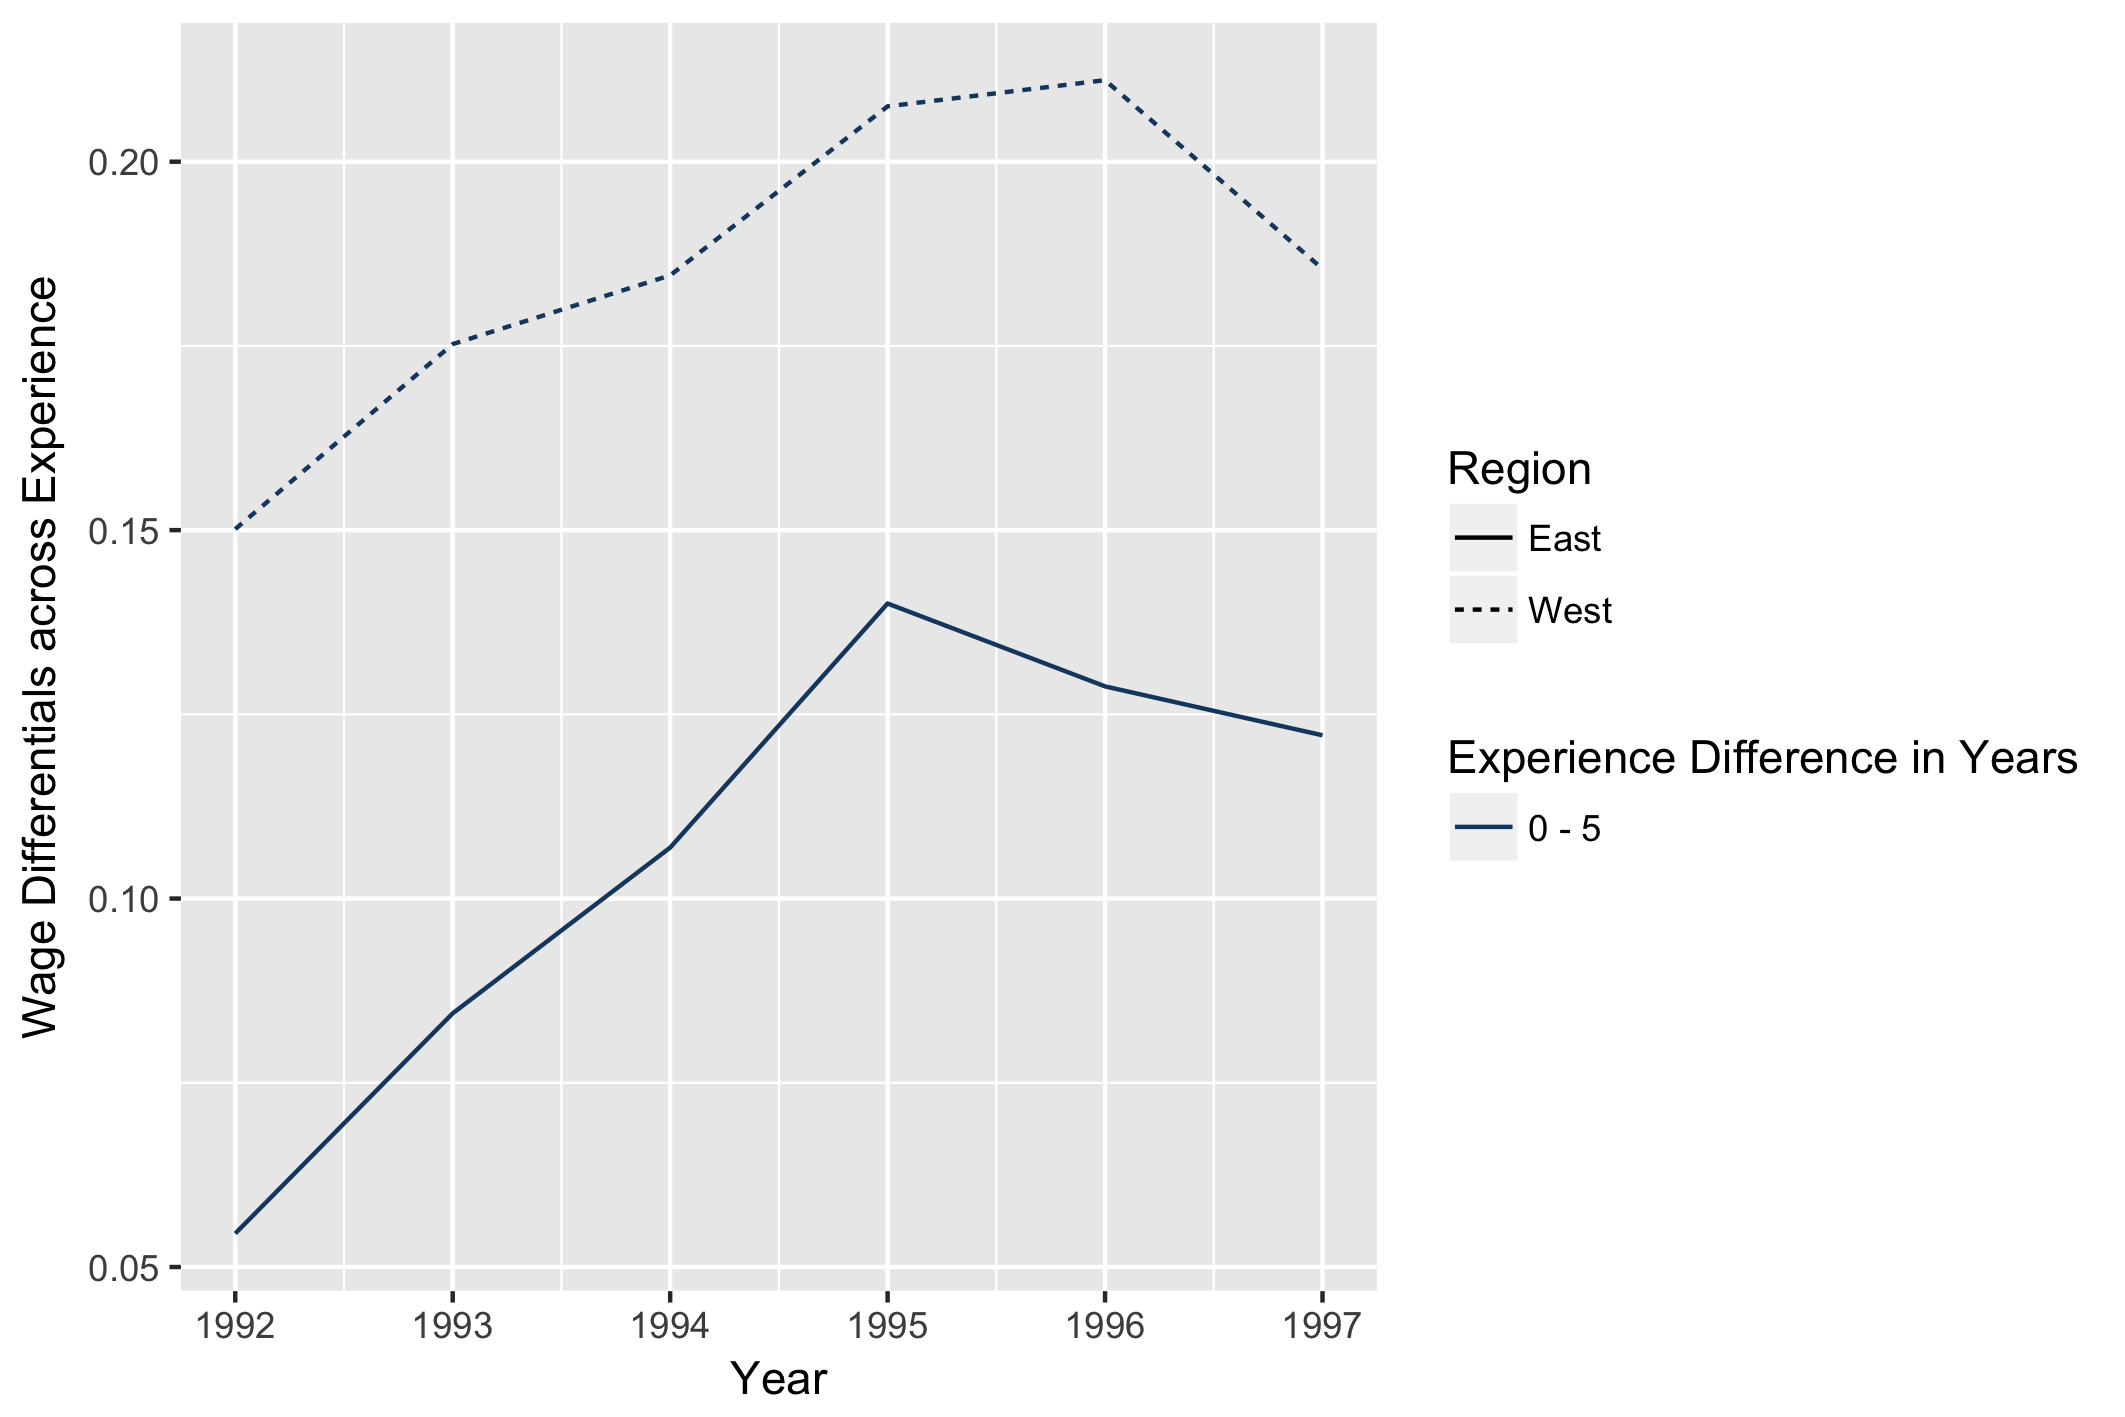 Wage Differentials across Experience
0.20
0.15
0.10
0.05
1992 1993 1994 1995 1996 1997
Year
Region
East
West
Experience Difference in Years
0 - 5